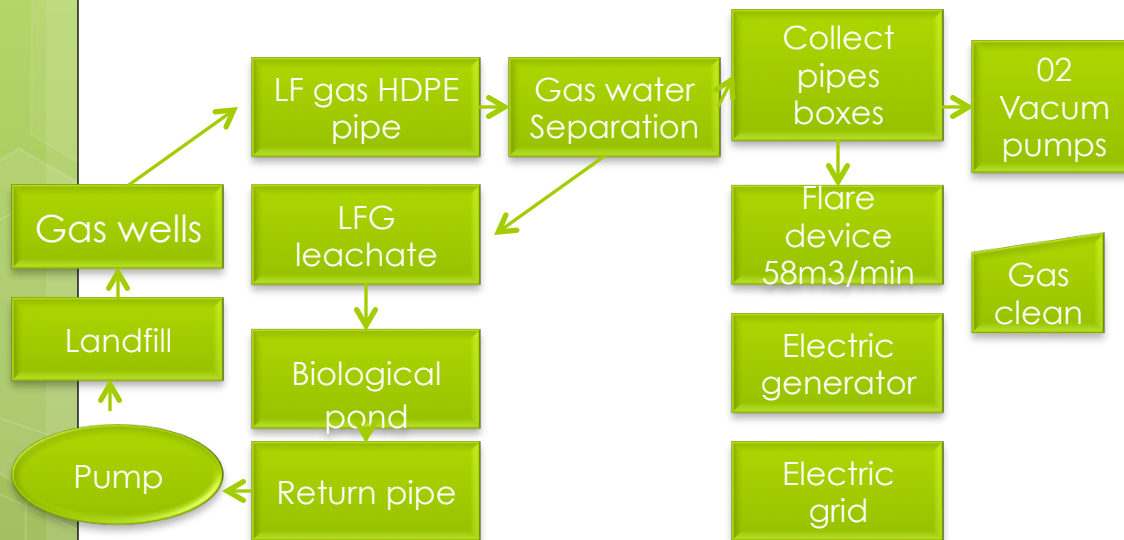 Collect
pipes
boxes
02
Vacum
pumps
LF gas HDPE
pipe
Gas water
Separation
Gas wells
LFG
leachate
Flare
device
58m3/min
Gas
clean
Landfill
Biological
pond
Electric
generator
Pump
Return pipe
Electric
grid